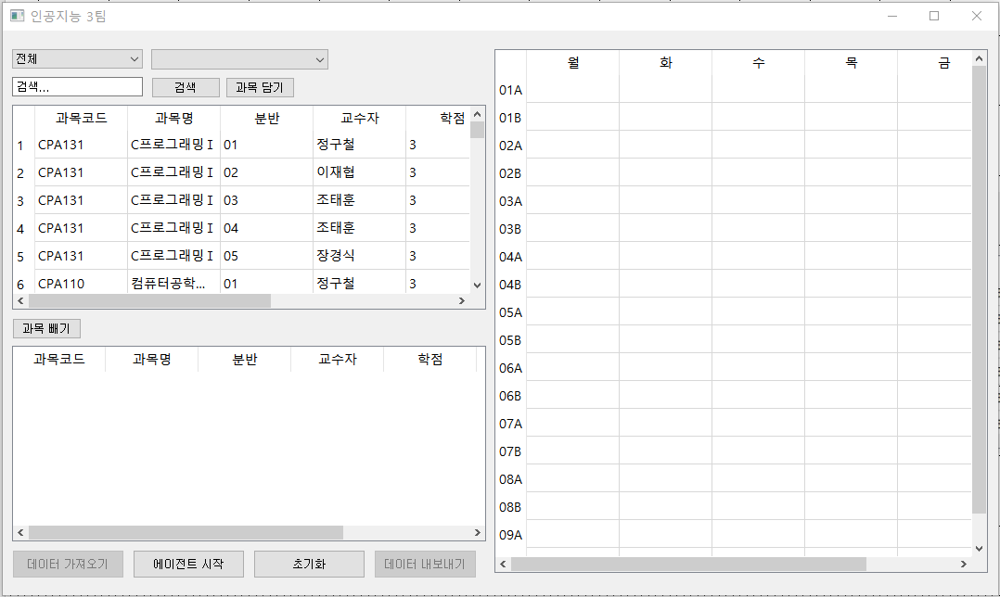 인공지능 3팀
전체
검색...
검색
과목 담기
과목코드 과목명 분반 교수자 학점
1 CPA131 C프로그래밍 I 01 정구철 3
2 CPA131 C프로그래밍 I 02 이재협 3
3 CPA131 C프로그래밍 I 03 조태훈 3
4 CPA131 C프로그래밍 I 04 조태훈 3
5 CPA131 C프로그래밍 I 05 장경식 3
6 CPA110 컴퓨터공학... 01 정구철 3
과목 빼기
과목코드 과목명 분반 교수자 학점
데이터 가져오기
에이전트 시작
초기화
데이터 내보내기
월 화 수 목 금
01A
01B
02A
02B
03A
03B
04A
04B
05A
05B
06A
06B
07A
07B
08A
08B
09A